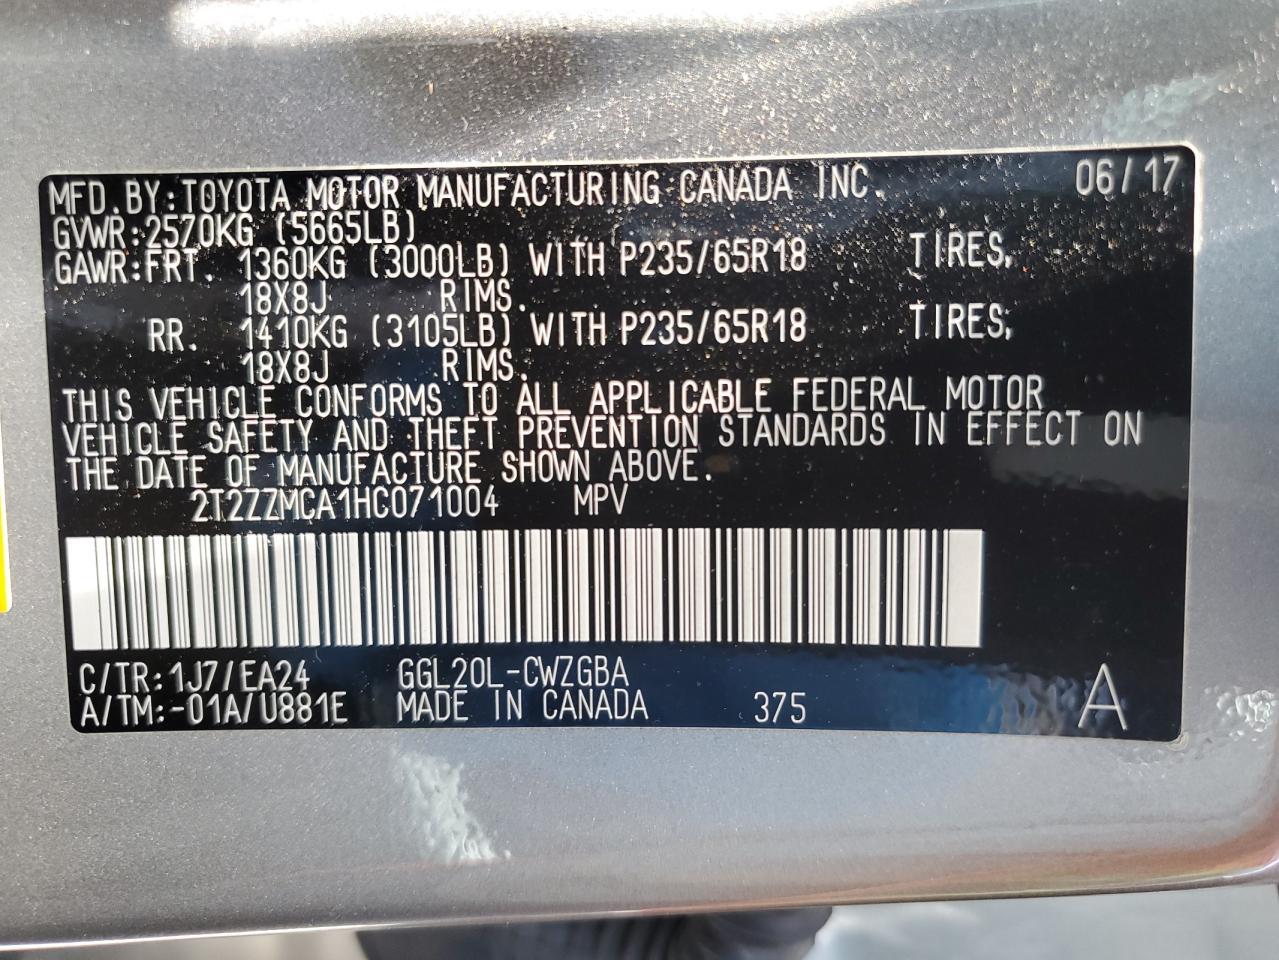 MFD.BY:TOYOTA MOTOR MANUFACTURING CANADA INC. 06/17
GVWR:2570KG (5665LB)
GAWR:FRT. 1360KG (3000LB) WITH P235/65R18 TIRES,
18X8J RIMS.
RR. 1410KG (3105LB) WITH P235/65R18 TIRES,
18X8J RIMS.
THIS VEHICLE CONFORMS TO ALL APPLICABLE FEDERAL MOTOR
VEHICLE SAFETY AND THEFT PREVENTION STANDARDS IN EFFECT ON
THE DATE OF MANUFACTURE SHOWN ABOVE.
2T2ZZMCA1HC071004 MPV
C/TR:1J7/EA24 GGL20L-CWZGBA
A/TM:-01A/U881E MADE IN CANADA 375 A